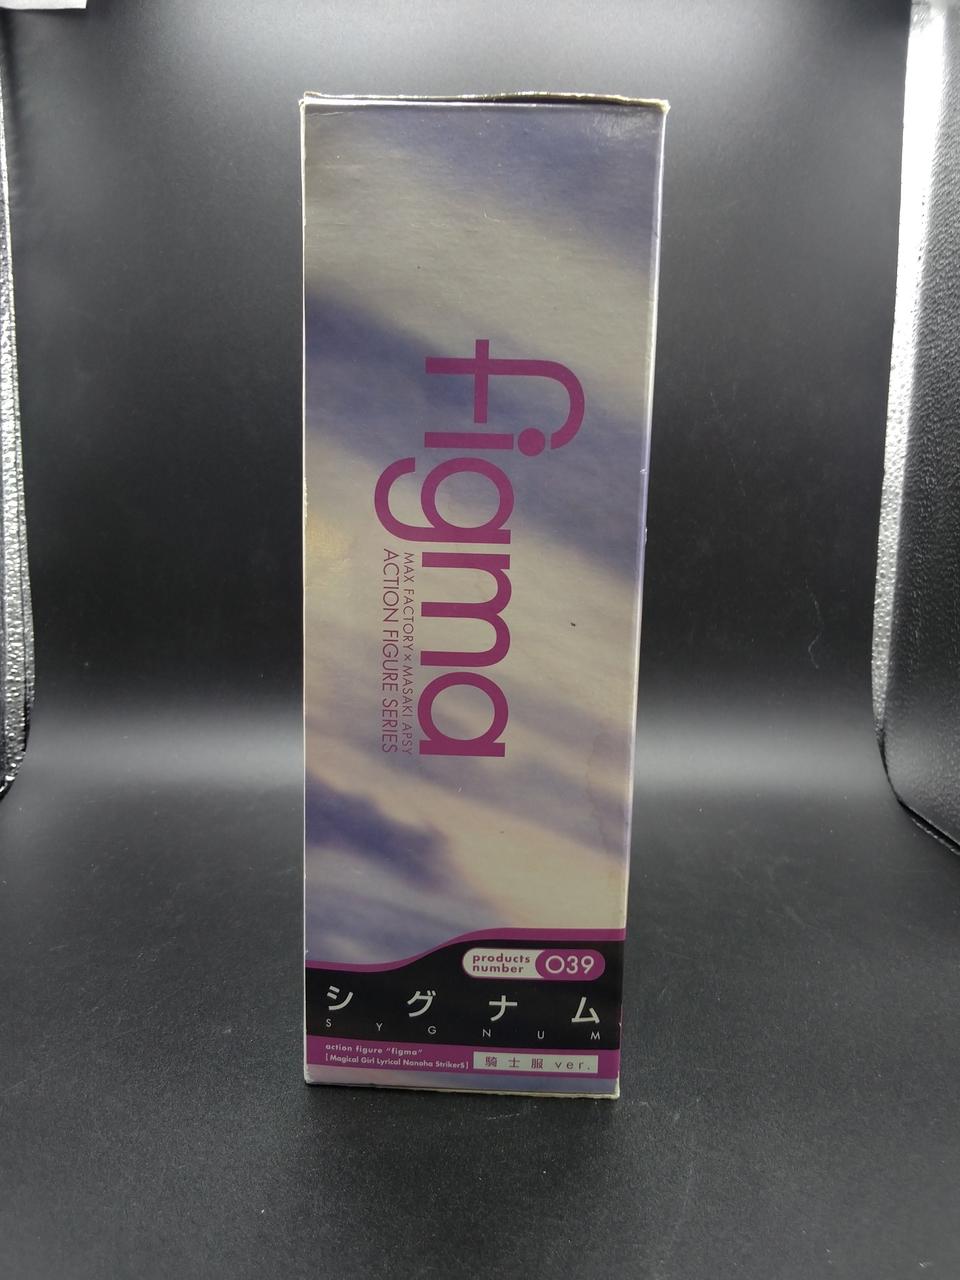 figma
MAX FACTORY × MASAKI APSY
ACTION FIGURE SERIES
products number 039
シグナム
SYGNUM
action figure "figma"
[Magical Girl Lyrical Nanoha StrikerS] 騎士服 ver.